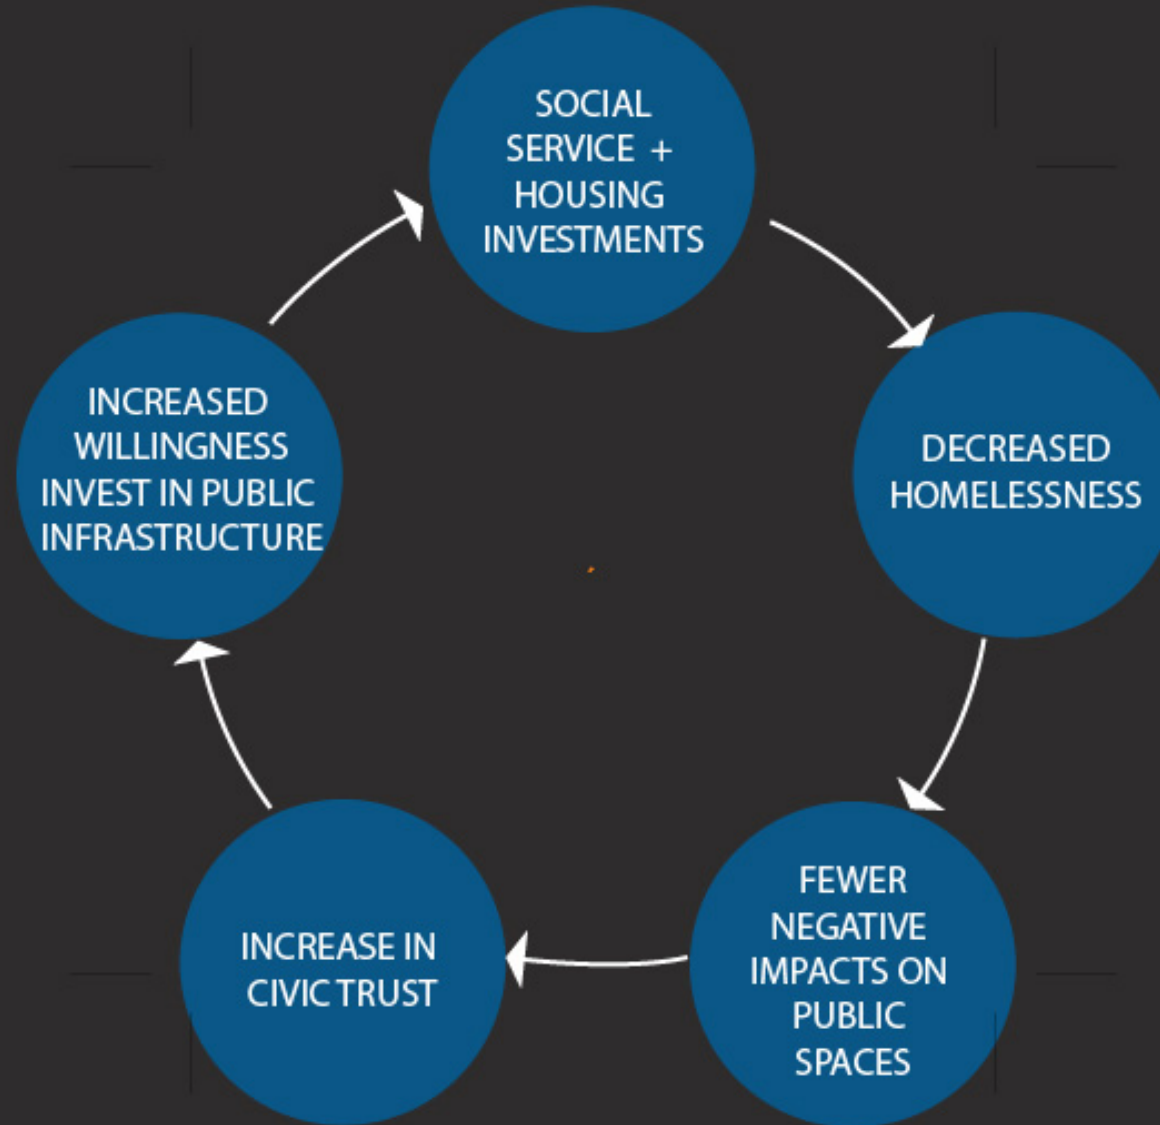 SOCIAL
SERVICE +
HOUSING
INVESTMENTS
DECREASED
HOMELESSNESS
FEWER
NEGATIVE
IMPACTS ON
PUBLIC
SPACES
INCREASE IN
CIVIC TRUST
INCREASED
WILLINGNESS
INVEST IN PUBLIC
INFRASTRUCTURE